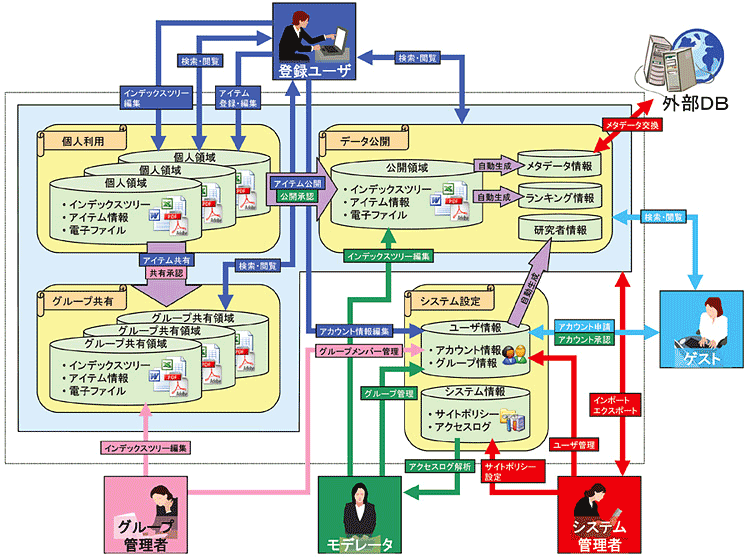 登録ユーザ
検索・閲覧
検索・閲覧
インデックスツリー
編集
アイテム
登録・編集
外部DB
メタデータ交換
個人利用
個人領域
個人領域
個人領域
・インデックスツリー
・アイテム情報
・電子ファイル
アイテム公開
公開承認
データ公開
公開領域
・インデックスツリー
・アイテム情報
・電子ファイル
自動生成
メタデータ情報
自動生成
ランキング情報
研究者情報
検索・閲覧
アイテム共有
共有承認
検索・閲覧
インデックスツリー編集
自動生成
グループ共有
グループ共有領域
グループ共有領域
グループ共有領域
・インデックスツリー
・アイテム情報
・電子ファイル
システム設定
ユーザ情報
・アカウント情報
・グループ情報
アカウント情報編集
グループメンバー管理
グループ管理
アカウント申請
アカウント承認
ゲスト
システム情報
・サイトポリシー
・アクセスログ
インポート
エクスポート
ユーザ管理
インデックスツリー編集
アクセスログ解析
サイトポリシー
設定
グループ
管理者
モデレータ
システム
管理者